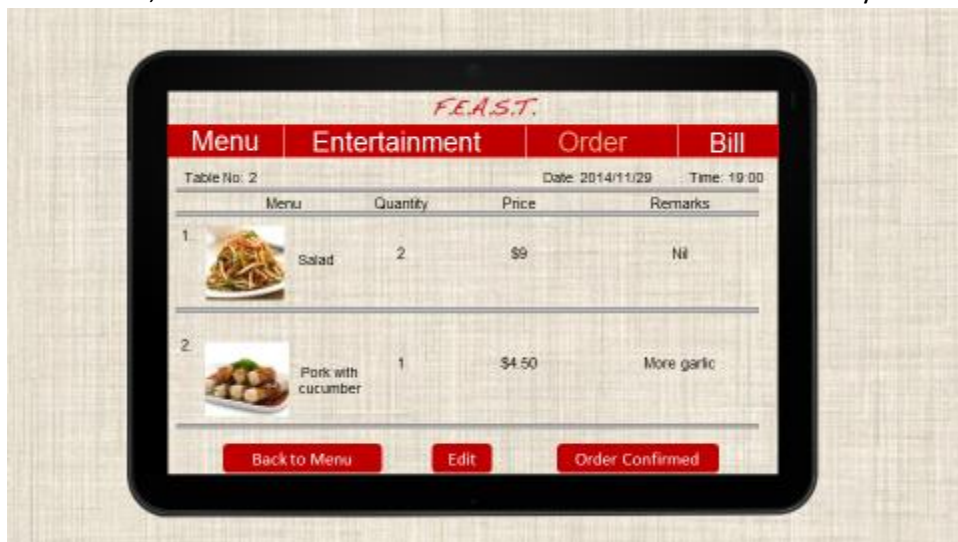 F.E.A.S.T.
Menu Entertainment Order Bill
Table No: 2 Date: 2014/11/29 Time: 19:00
Menu Quantity Price Remarks
1. Salad 2 $9 Nil
2. Pork with cucumber 1 $4.50 More garlic
Back to Menu Edit Order Confirmed